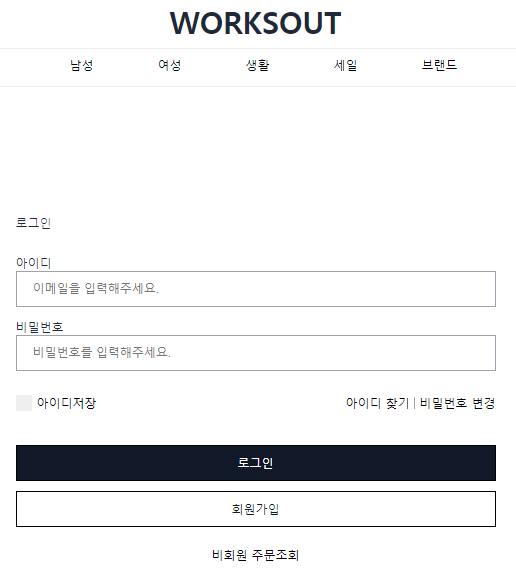 WORKSOUT
남성 여성 생활 세일 브랜드
로그인
아이디
이메일을 입력해주세요.
비밀번호
비밀번호를 입력해주세요.
아이디저장 아이디 찾기 | 비밀번호 변경
로그인
회원가입
비회원 주문조회